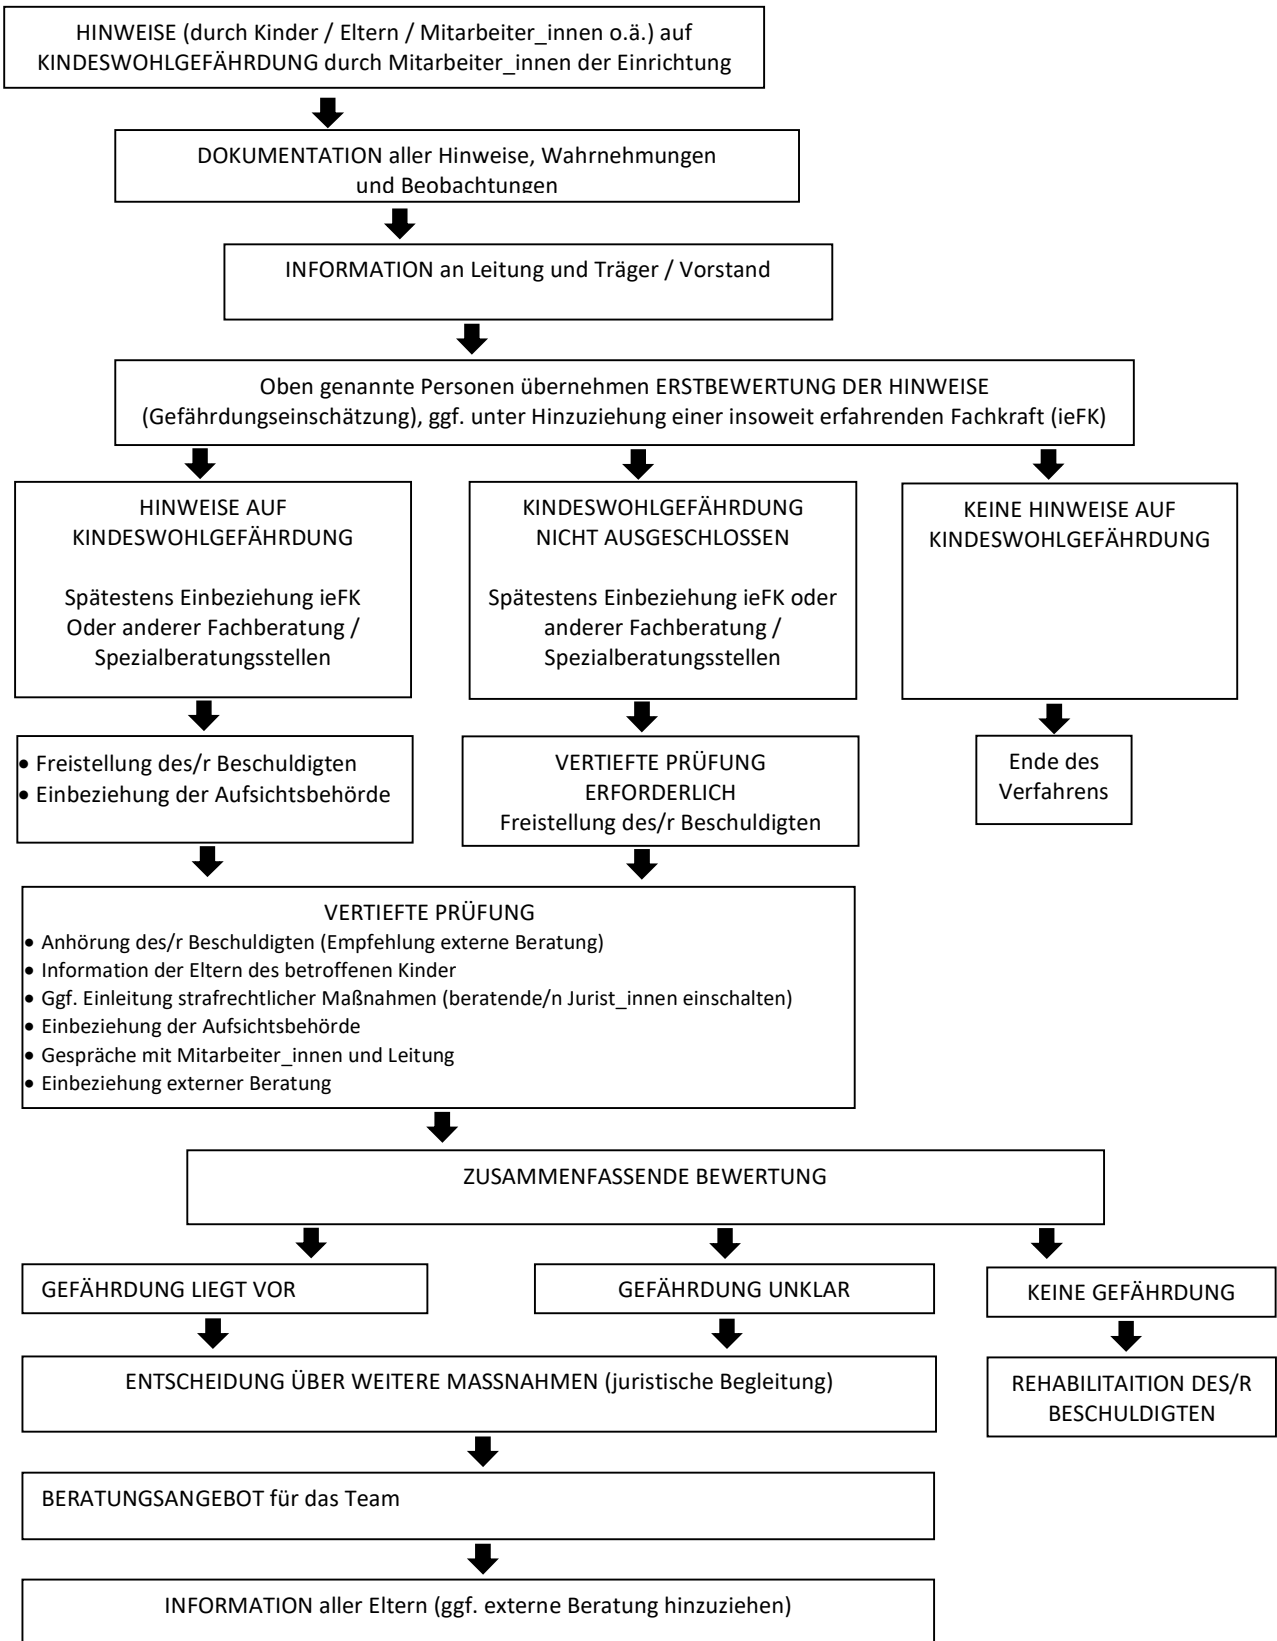 HINWEISE (durch Kinder / Eltern / Mitarbeiter_innen o.ä.) auf
KINDESWOHLGEFÄHRDUNG durch Mitarbeiter_innen der Einrichtung
DOKUMENTATION aller Hinweise, Wahrnehmungen
und Beobachtungen
INFORMATION an Leitung und Träger / Vorstand
Oben genannte Personen übernehmen ERSTBEWERTUNG DER HINWEISE
(Gefährdungseinschätzung), ggf. unter Hinzuziehung einer insoweit erfahrenden Fachkraft (ieFK)
HINWEISE AUF
KINDESWOHLGEFÄHRDUNG
Spätestens Einbeziehung ieFK
Oder anderer Fachberatung /
Spezialberatungsstellen
KINDESWOHLGEFÄHRDUNG
NICHT AUSGESCHLOSSEN
Spätestens Einbeziehung ieFK oder
anderer Fachberatung /
Spezialberatungsstellen
KEINE HINWEISE AUF
KINDESWOHLGEFÄHRDUNG
• Freistellung des/r Beschuldigten
• Einbeziehung der Aufsichtsbehörde
VERTIEFTE PRÜFUNG
ERFORDERLICH
Freistellung des/r Beschuldigten
Ende des
Verfahrens
VERTIEFTE PRÜFUNG
• Anhörung des/r Beschuldigten (Empfehlung externe Beratung)
• Information der Eltern des betroffenen Kinder
• Ggf. Einleitung strafrechtlicher Maßnahmen (beratende/n Jurist_innen einschalten)
• Einbeziehung der Aufsichtsbehörde
• Gespräche mit Mitarbeiter_innen und Leitung
• Einbeziehung externer Beratung
ZUSAMMENFASSENDE BEWERTUNG
GEFÄHRDUNG LIEGT VOR
GEFÄHRDUNG UNKLAR
KEINE GEFÄHRDUNG
ENTSCHEIDUNG ÜBER WEITERE MASSNAHMEN (juristische Begleitung)
REHABILITAITION DES/R
BESCHULDIGTEN
BERATUNGSANGEBOT für das Team
INFORMATION aller Eltern (ggf. externe Beratung hinzuziehen)